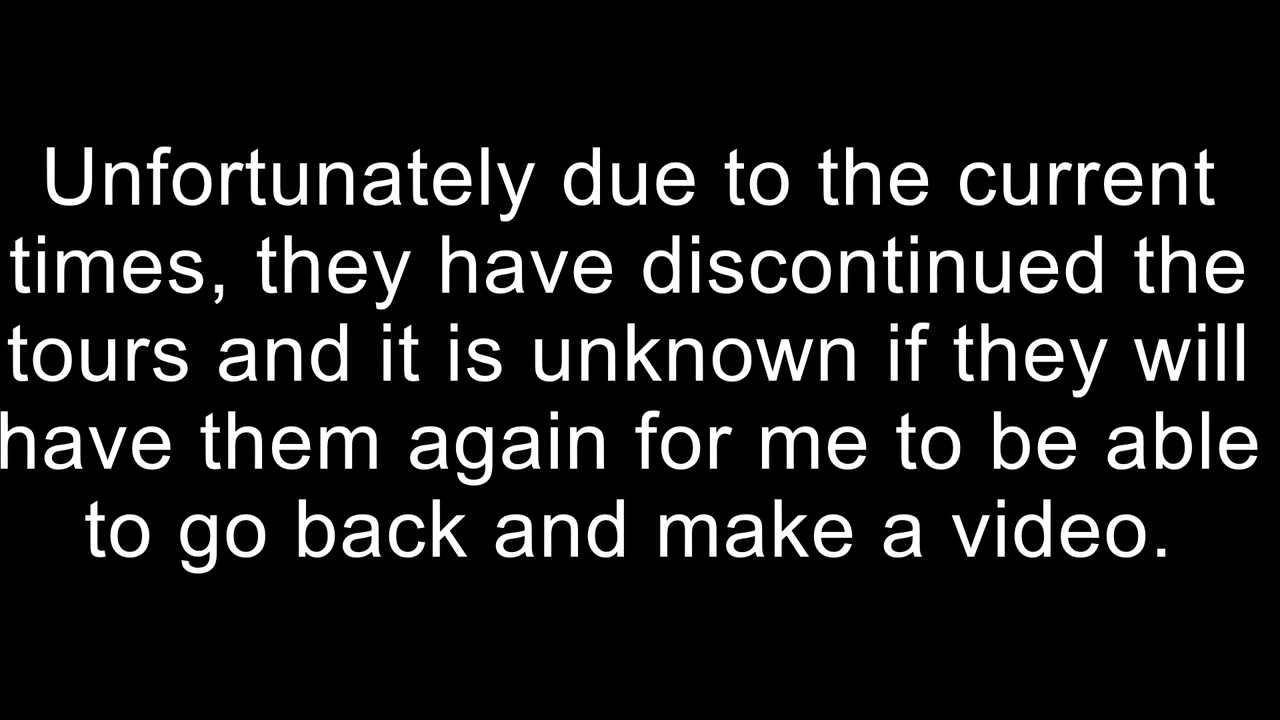 Unfortunately due to the current
times, they have discontinued the
tours and it is unknown if they will
have them again for me to be able
to go back and make a video.